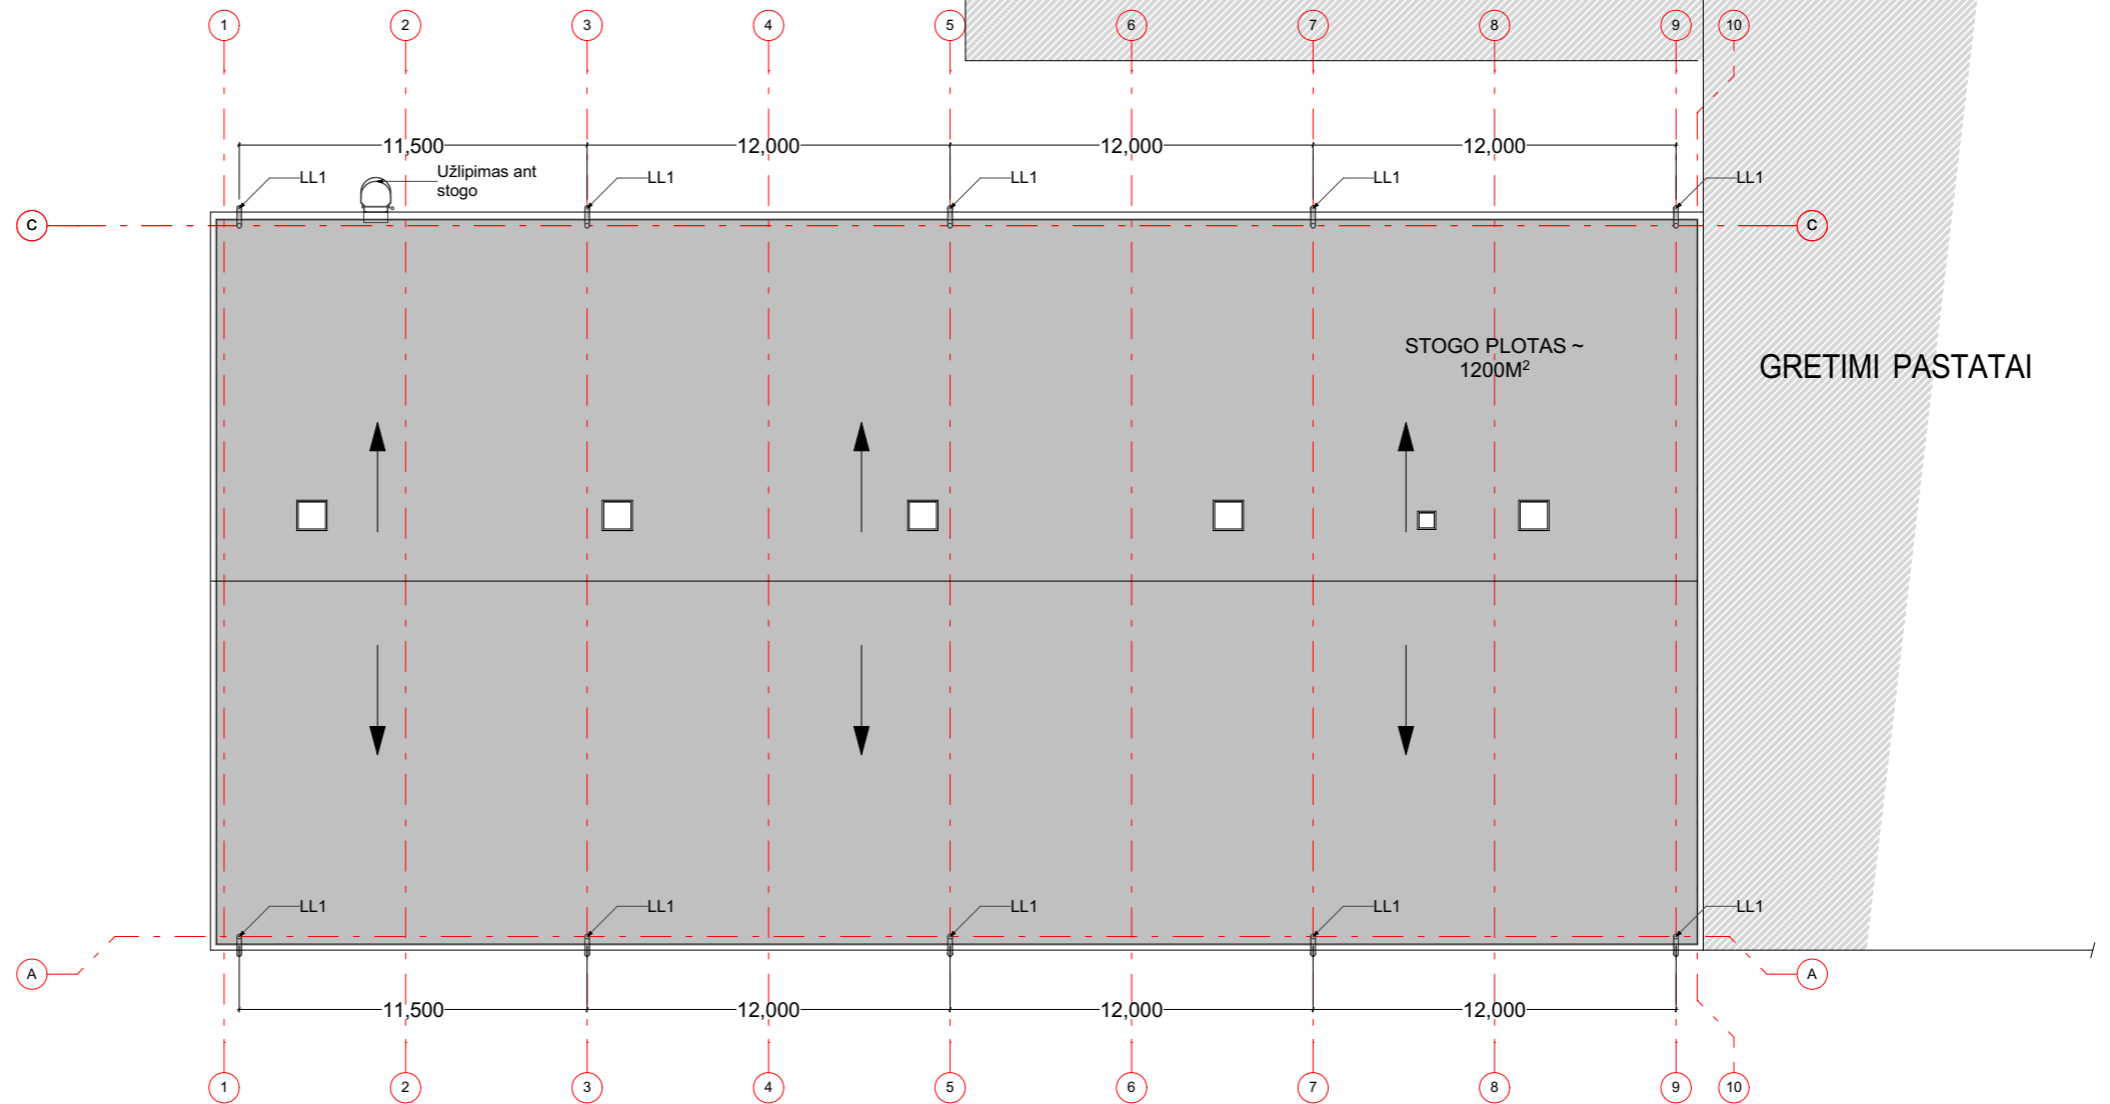 1 2 3 4 5 6 7 8 9 10
11,500 12,000 12,000 12,000
Užlipimas ant
stogo
LL1 LL1 LL1 LL1 LL1
C C
STOGO PLOTAS ~
1200M²
GRETIMI PASTATAI
LL1 LL1 LL1 LL1 LL1
A A
11,500 12,000 12,000 12,000
1 2 3 4 5 6 7 8 9 10